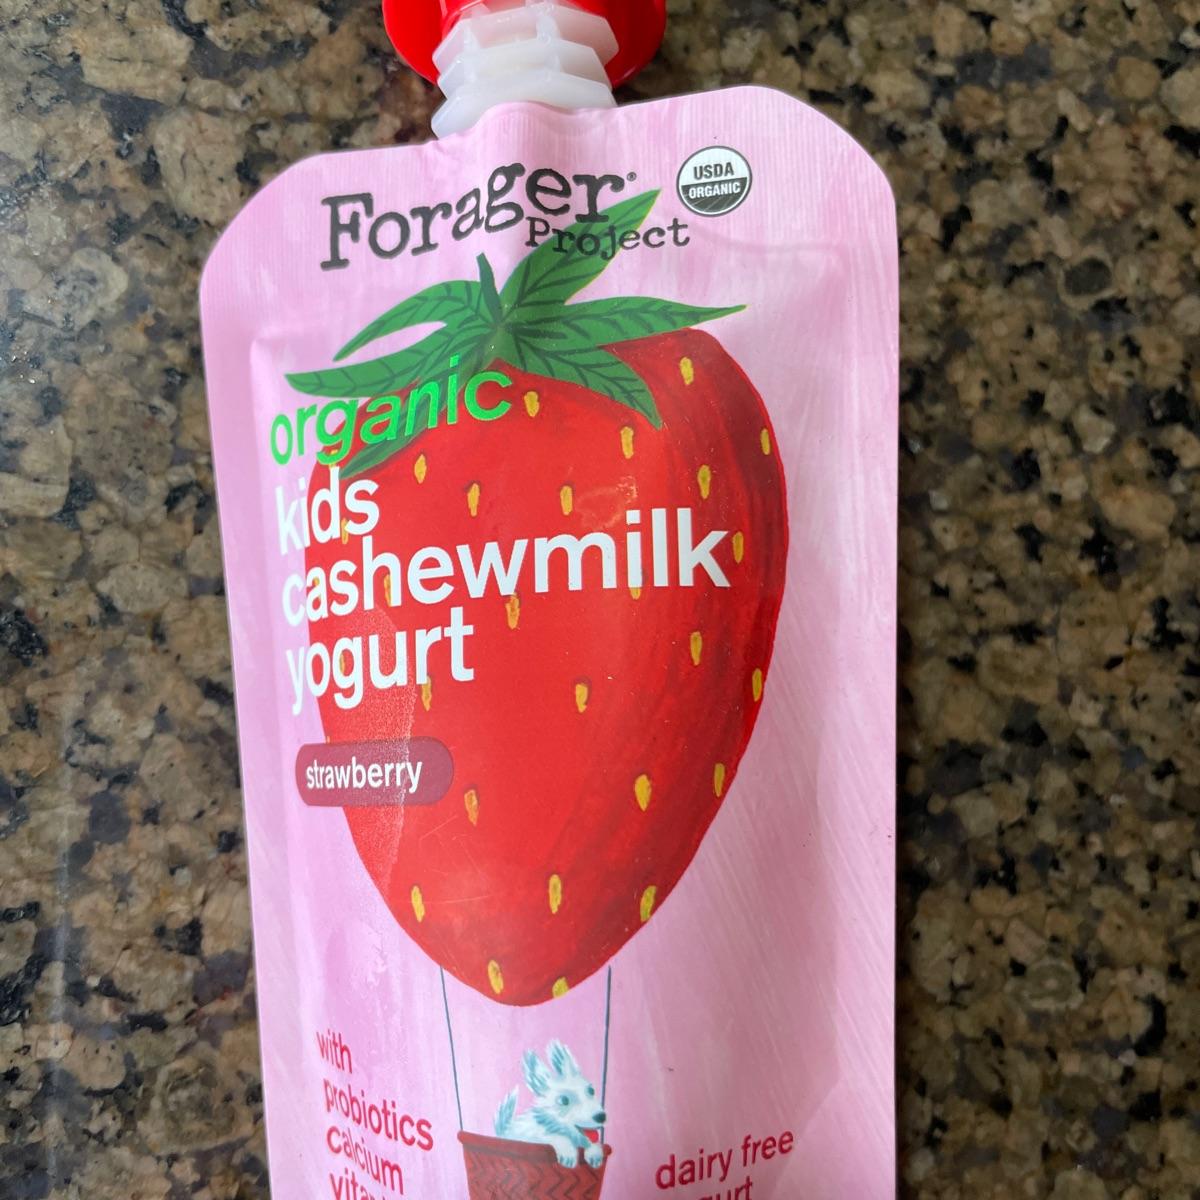 Forager®
Project
USDA
ORGANIC
organic
kids
cashewmilk
yogurt
strawberry
with
probiotics
calcium
dairy free